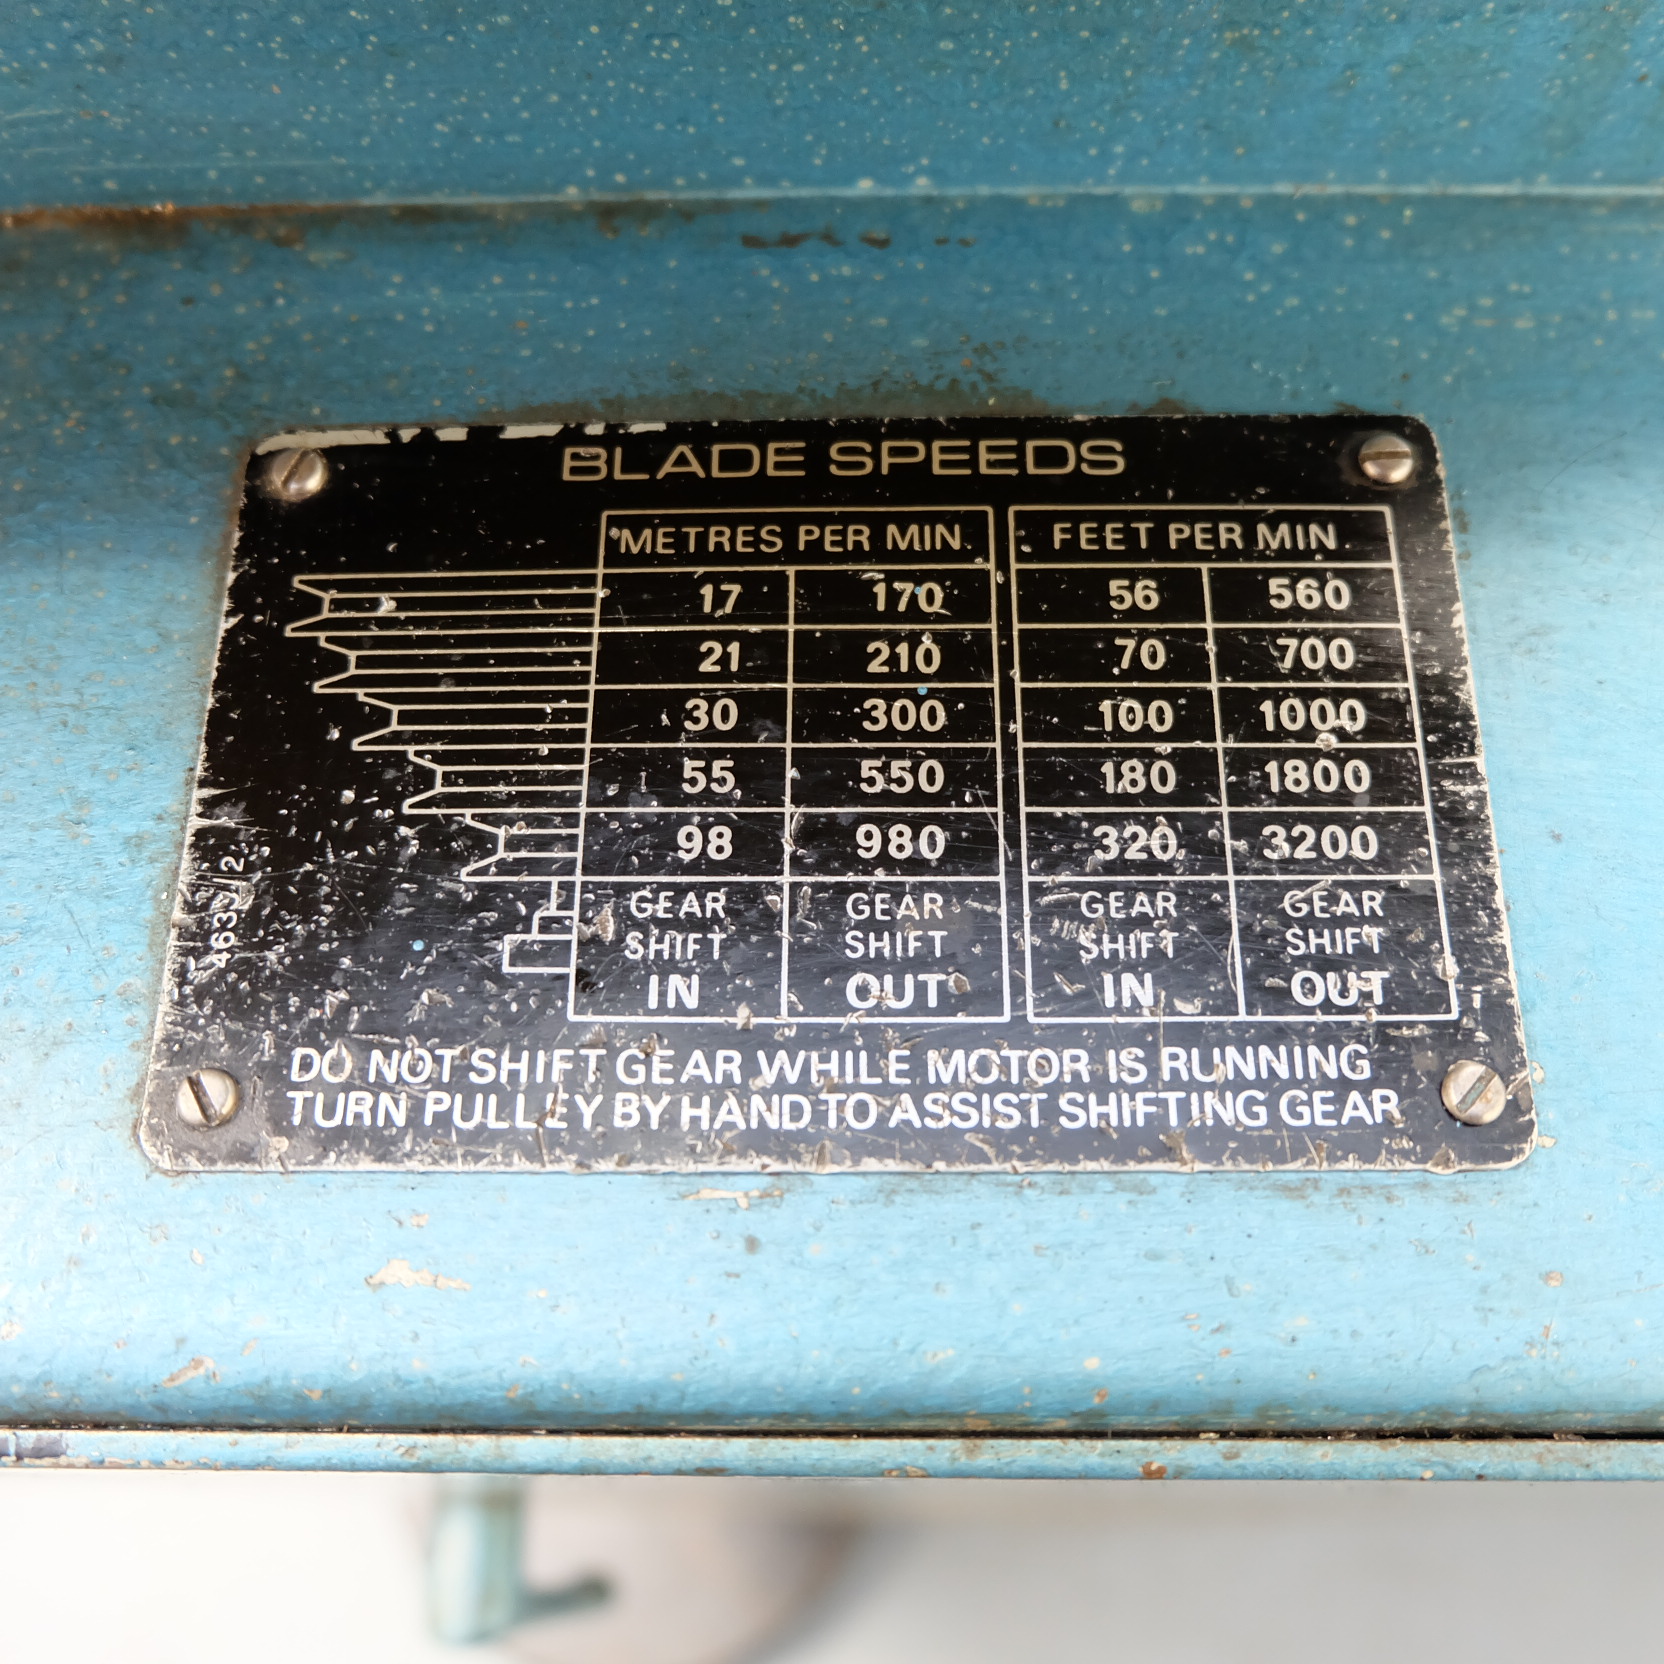 BLADE SPEEDS
METRES PER MIN. FEET PER MIN.
17 170 56 560
21 210 70 700
30 300 100 1000
55 550 180 1800
98 980 320 3200
GEAR GEAR GEAR GEAR
SHIFT SHIFT SHIFT SHIFT
IN OUT IN OUT
DO NOT SHIFT GEAR WHILE MOTOR IS RUNNING
TURN PULLEY BY HAND TO ASSIST SHIFTING GEAR